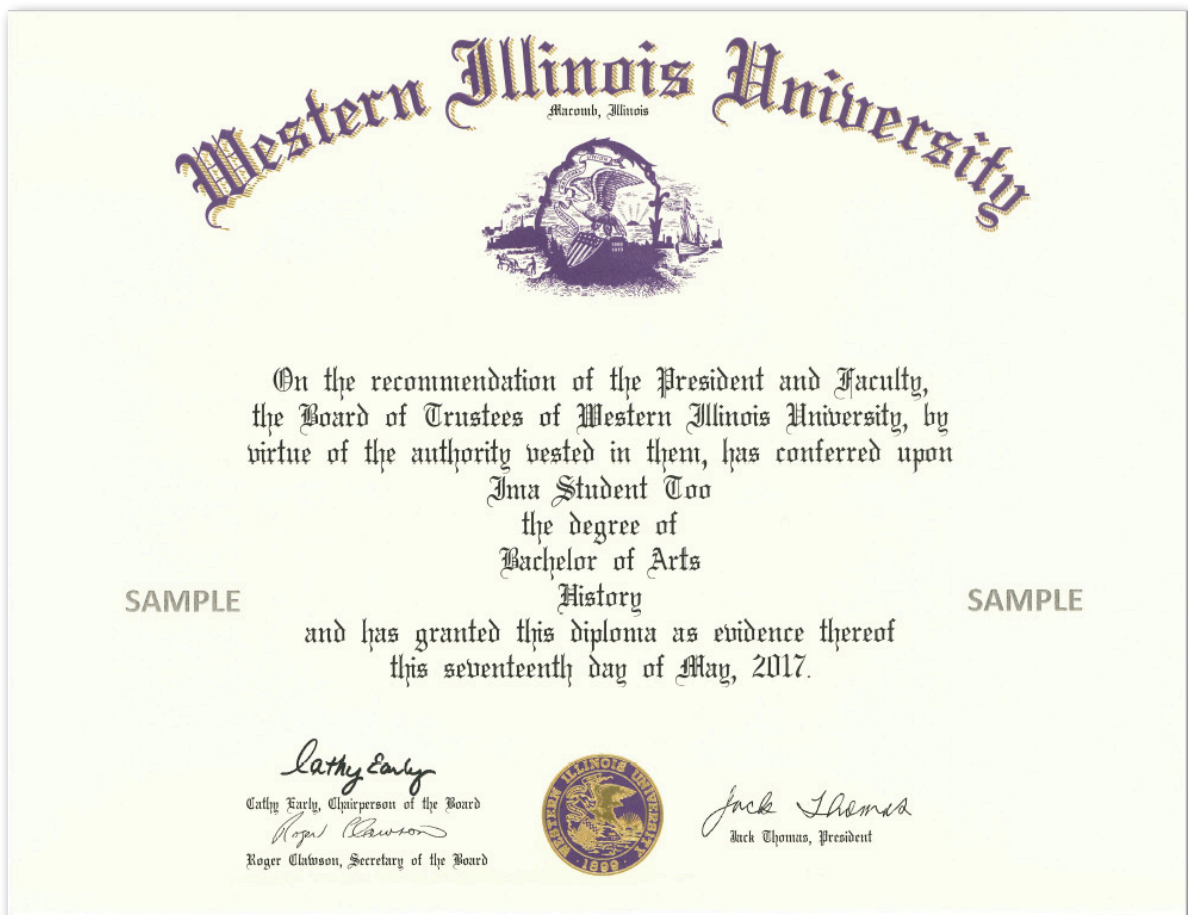 Western Illinois University
Macomb, Illinois
On the recommendation of the President and Faculty,
the Board of Trustees of Western Illinois University, by
virtue of the authority vested in them, has conferred upon
Ima Student Too
the degree of
Bachelor of Arts
SAMPLE History SAMPLE
and has granted this diploma as evidence thereof
this seventeenth day of May, 2017.
Cathy Early
Cathy Early, Chairperson of the Board
Roger Clawson
Roger Clawson, Secretary of the Board
WESTERN ILLINOIS UNIVERSITY
1899
Jack Thomas
Jack Thomas, President